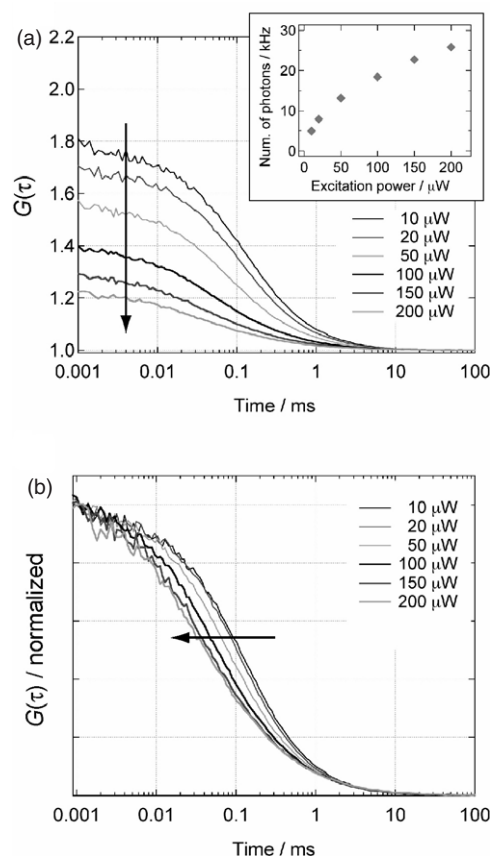 (a)
2.2
2.0
1.8
1.6
1.4
1.2
1.0
G(τ)
0.001
0.01
0.1
1
10
100
Time / ms
10 μW
20 μW
50 μW
100 μW
150 μW
200 μW
Num. of photons / kHz
30
20
10
0
0
50
100
150
200
Excitation power / μW
(b)
G(τ) / normalized
0.001
0.01
0.1
1
10
100
Time / ms
10 μW
20 μW
50 μW
100 μW
150 μW
200 μW